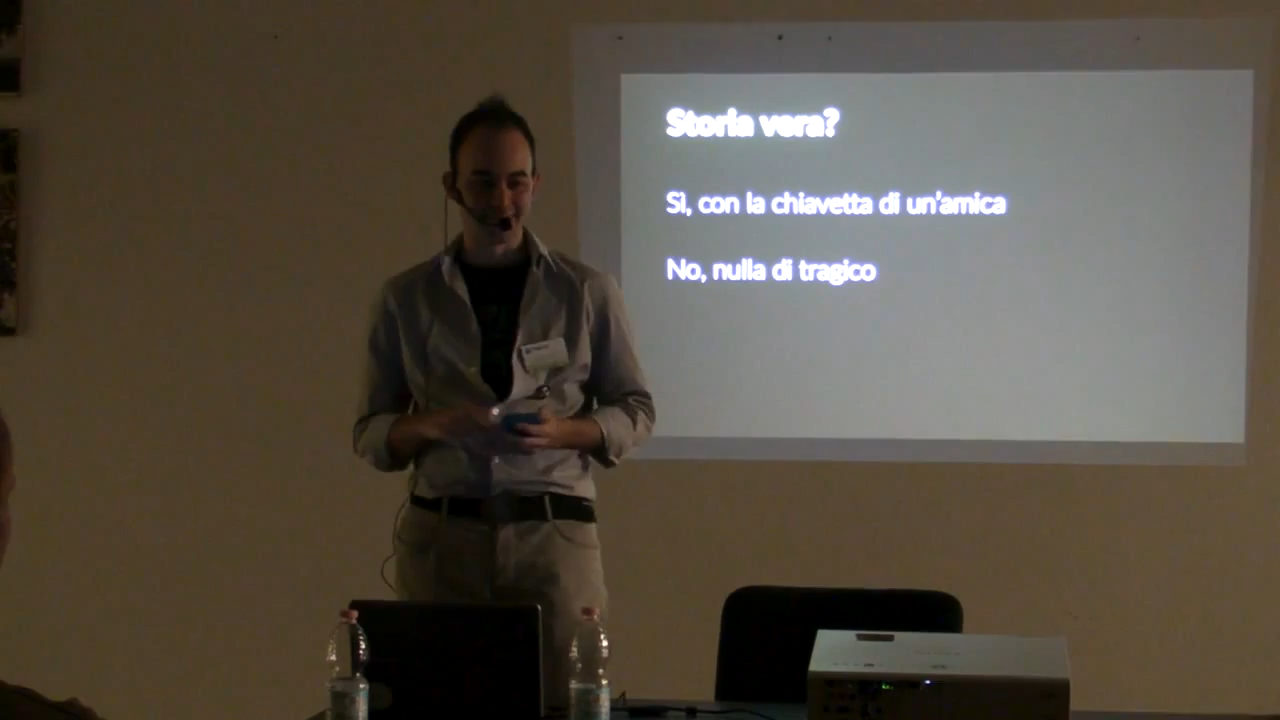 Storia vera?
Sì, con la chiavetta di un'amica
No, nulla di tragico